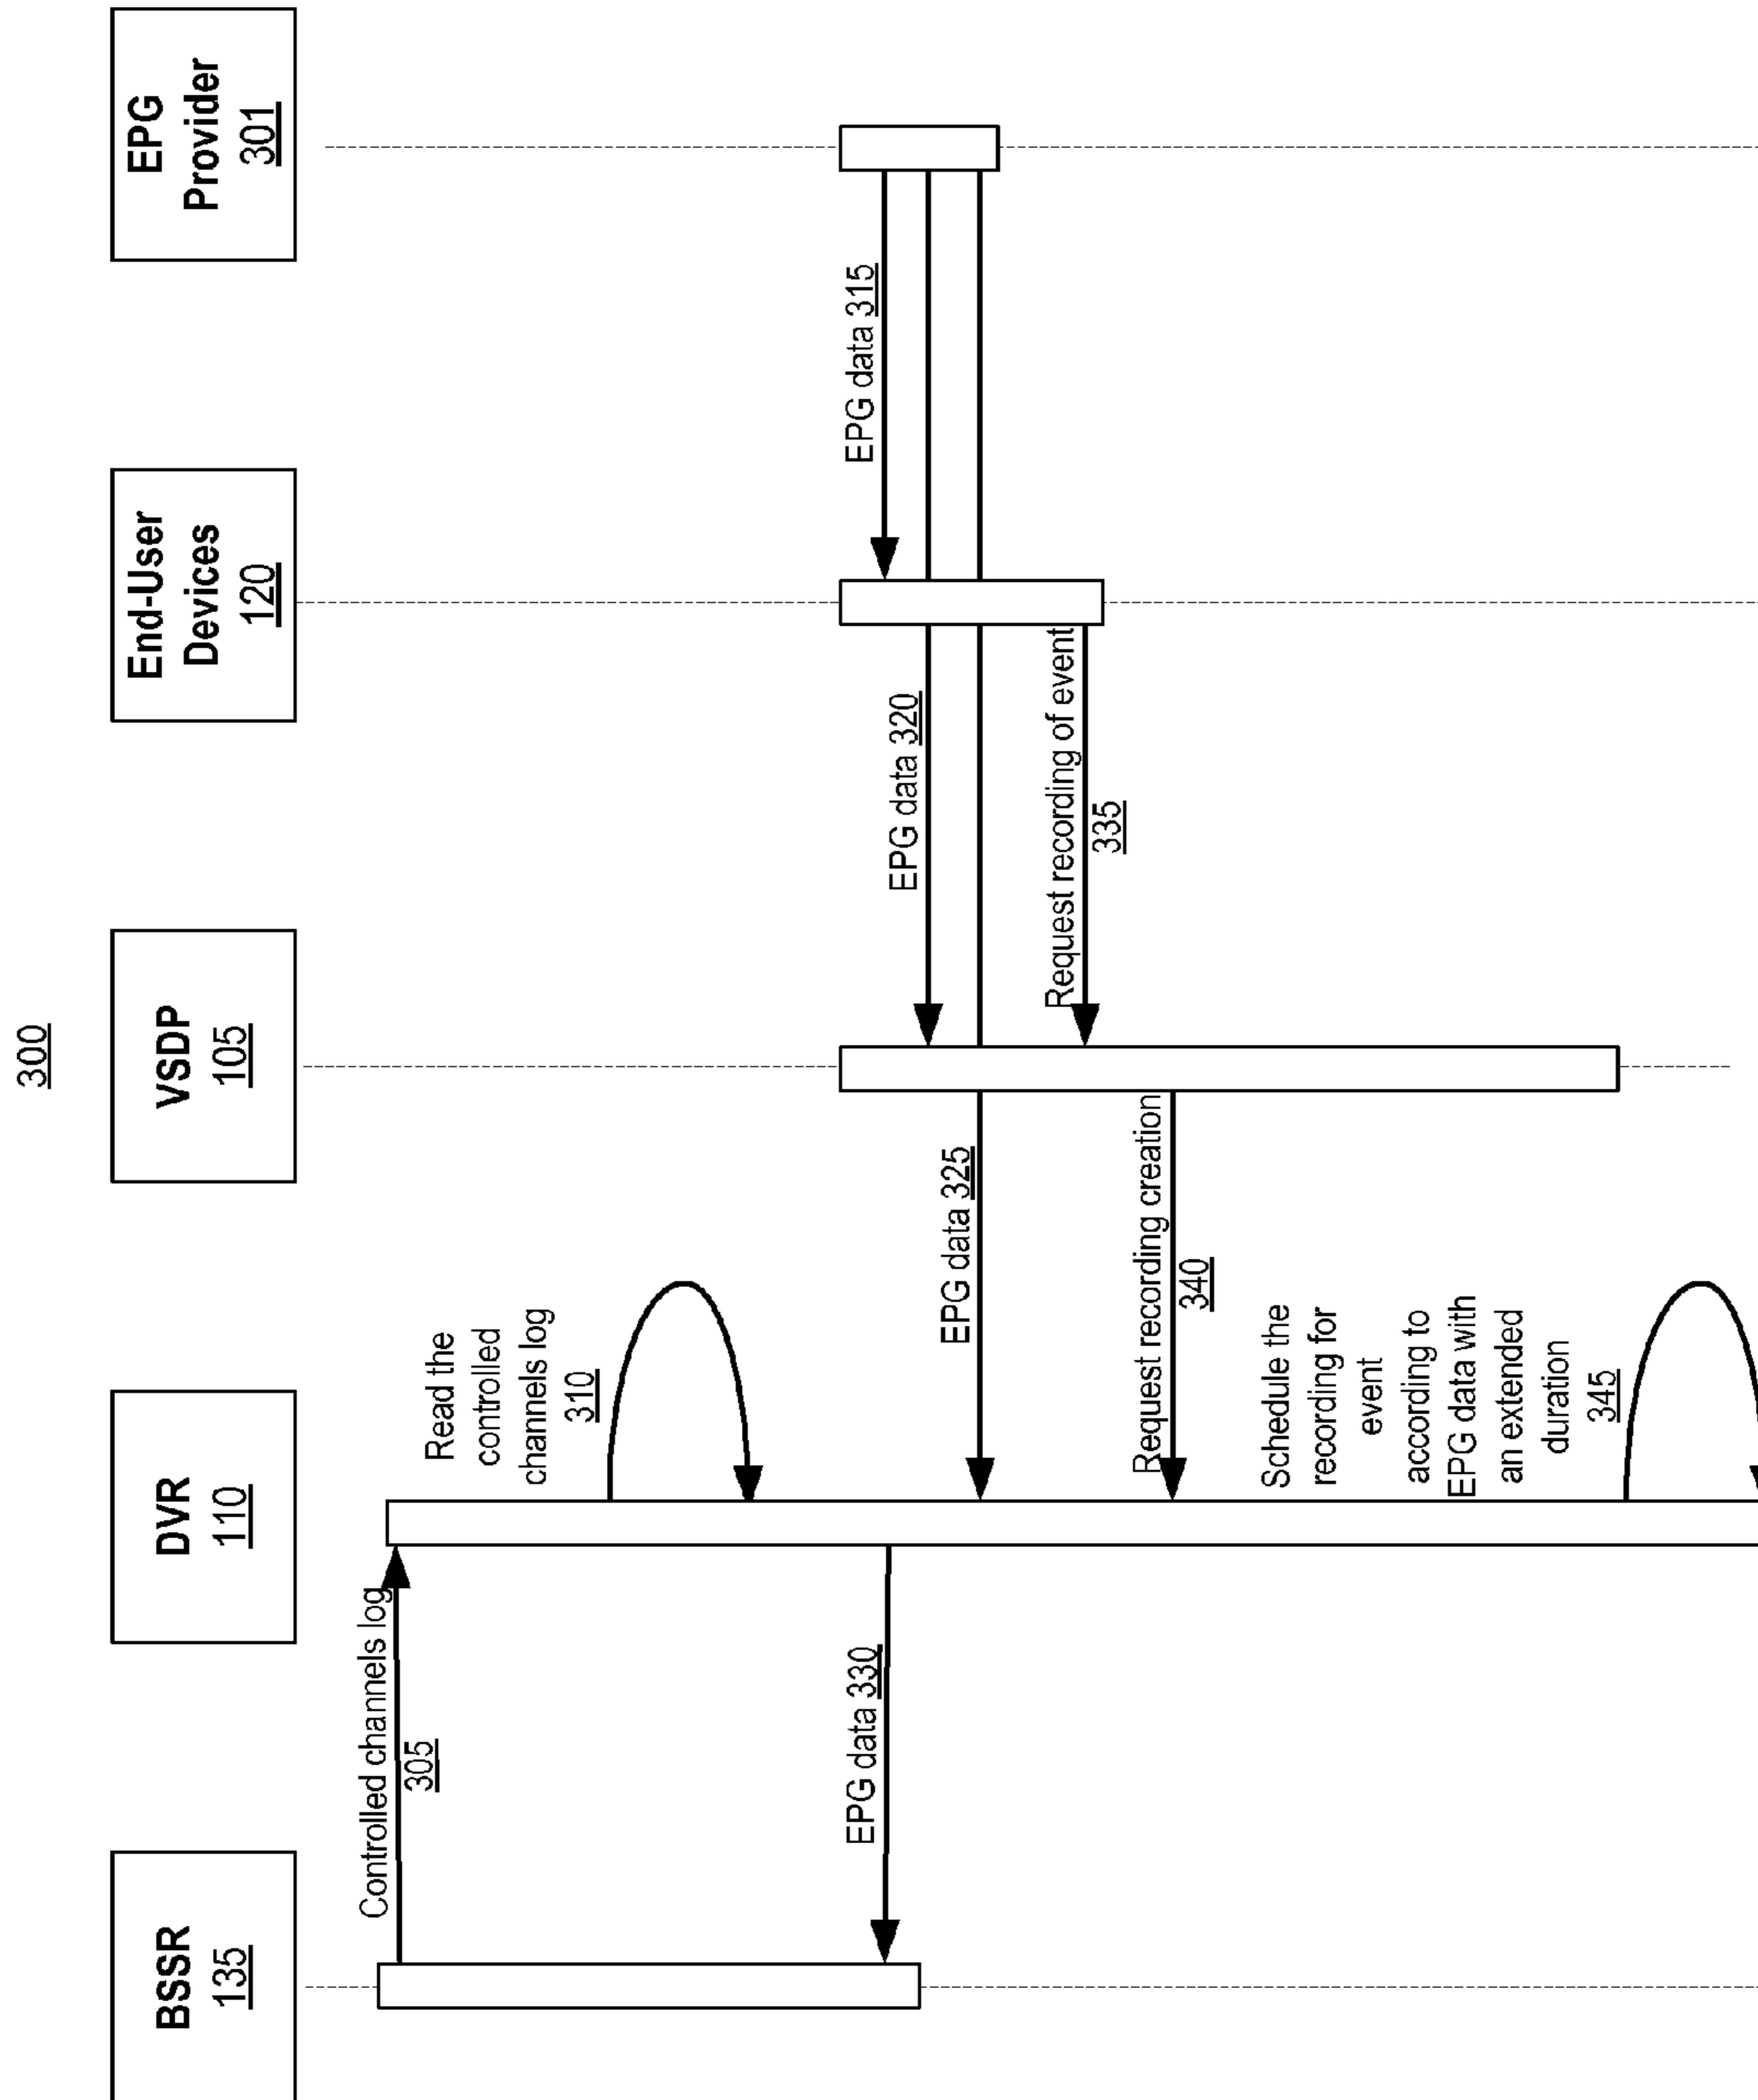 300
BSSR
135
DVR
110
VSDP
105
End-User
Devices
120
EPG
Provider
301
Controlled channels log
305
Read the
controlled
channels log
310
EPG data 315
EPG data 320
EPG data 325
EPG data 330
Request recording of event
335
Request recording creation
340
Schedule the
recording for
event
according to
EPG data with
an extended
duration
345